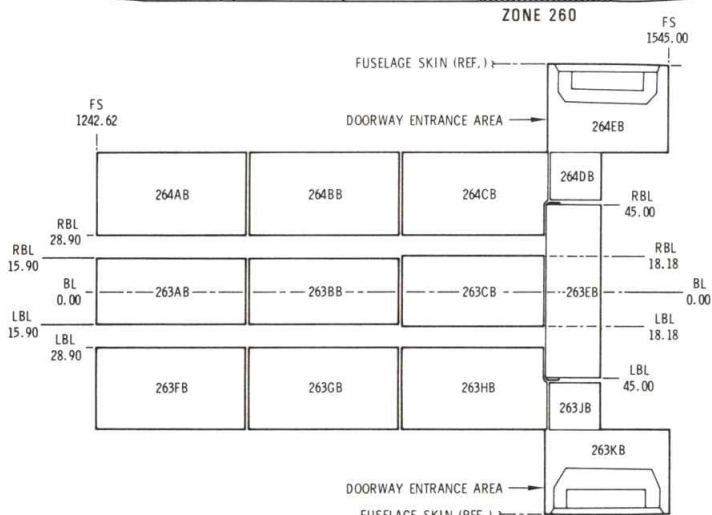 ZONE 260
FS
1545.00
FUSELAGE SKIN (REF.)
DOORWAY ENTRANCE AREA
264EB
FS
1242.62
264AB
264BB
264CB
264DB
RBL
45.00
RBL
28.90
RBL
15.90
RBL
18.18
BL
0.00
263AB
263BB
263CB
263EB
BL
0.00
LBL
15.90
LBL
18.18
LBL
28.90
LBL
45.00
263FB
263GB
263HB
263JB
263KB
DOORWAY ENTRANCE AREA
FUSELAGE SKIN (REF.)